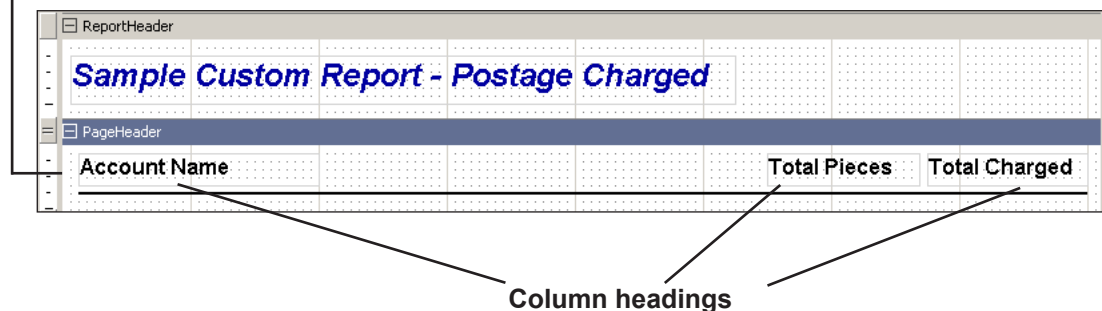 ReportHeader
Sample Custom Report - Postage Charged
PageHeader
Account Name Total Pieces Total Charged
Column headings